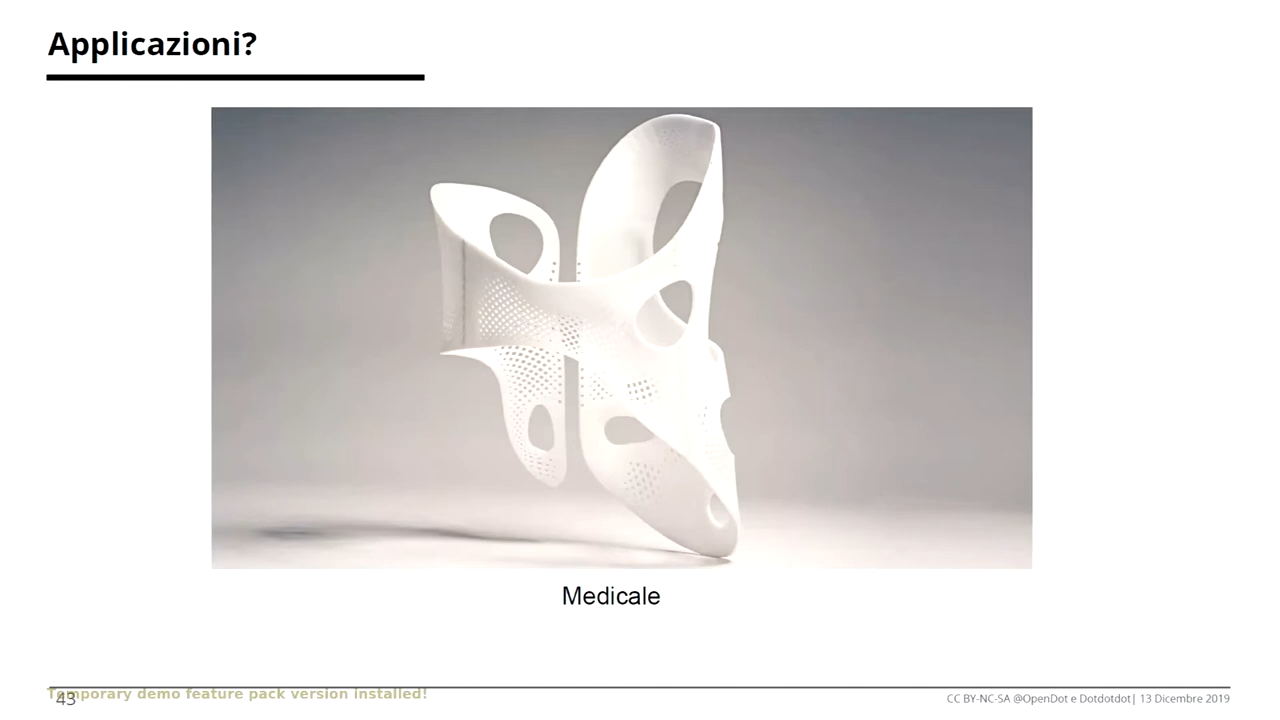 Applicazioni?
Medicale
Temporary demo feature pack version installed!
43
CC BY-NC-SA @OpenDot e Dotdotdot| 13 Dicembre 2019